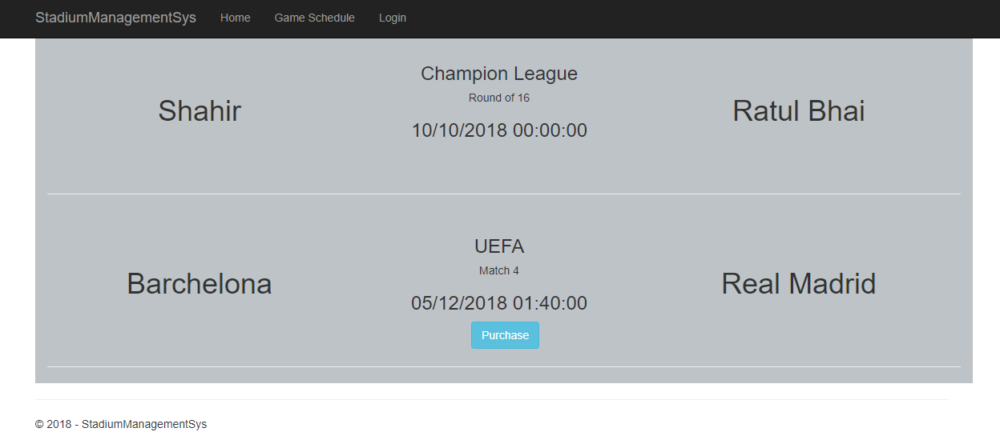 StadiumManagementSys Home Game Schedule Login
Champion League
Round of 16
Shahir
Ratul Bhai
10/10/2018 00:00:00
UEFA
Match 4
Barchelona
Real Madrid
05/12/2018 01:40:00
Purchase
© 2018 - StadiumManagementSys